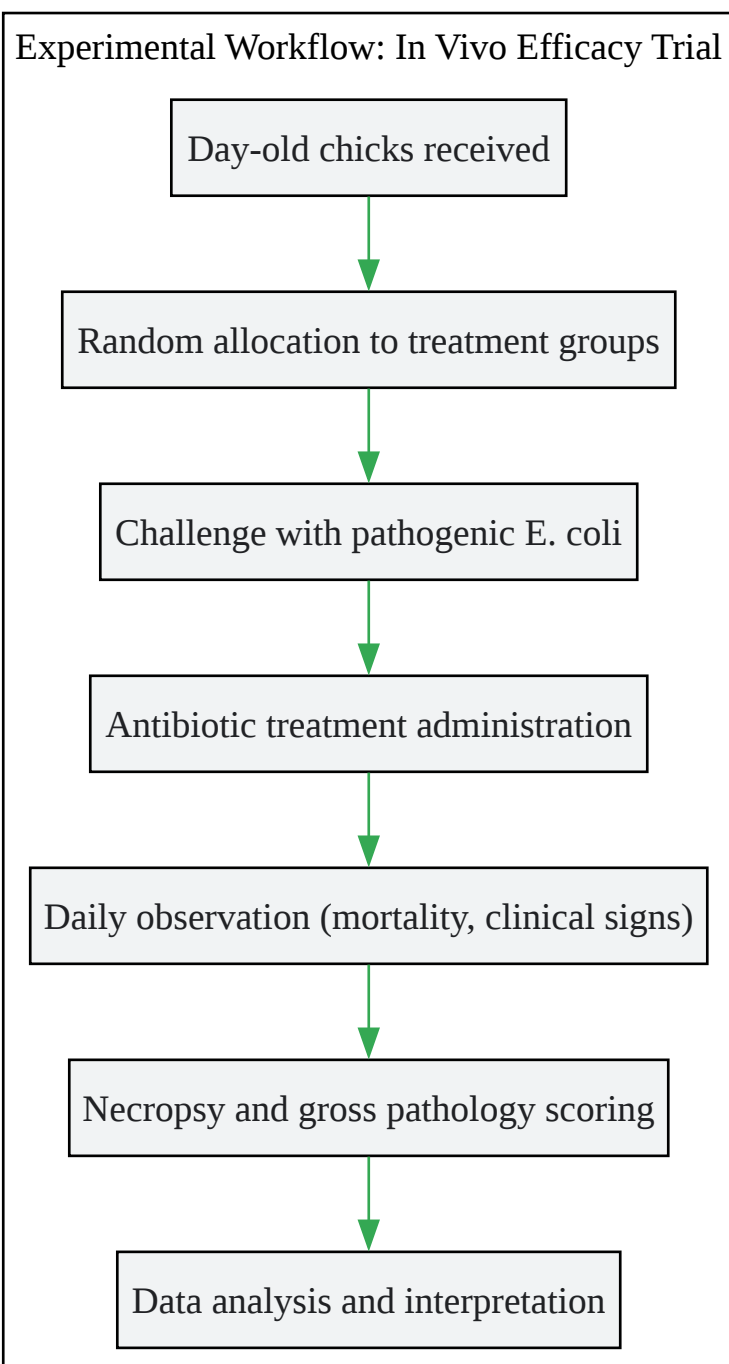 Experimental Workflow: In Vivo Efficacy Trial
Day-old chicks received
Random allocation to treatment groups
Challenge with pathogenic E. coli
Antibiotic treatment administration
Daily observation (mortality, clinical signs)
Necropsy and gross pathology scoring
Data analysis and interpretation